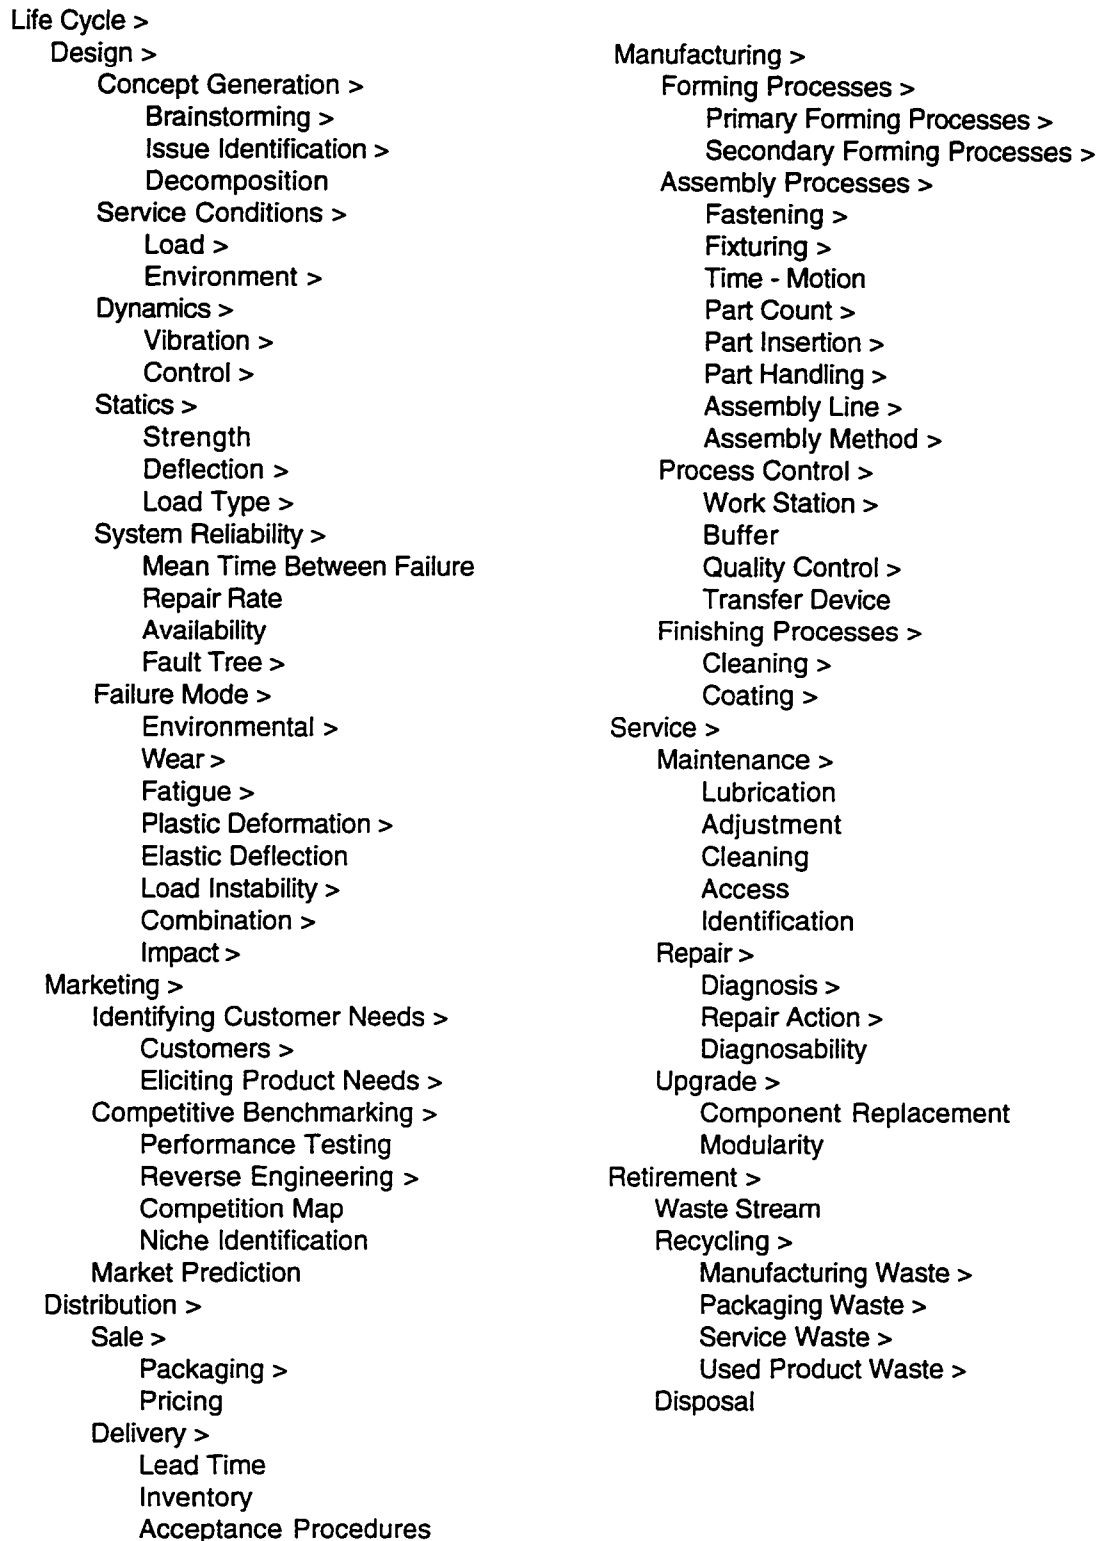 Life Cycle >
Design >
Concept Generation >
Brainstorming >
Issue Identification >
Decomposition
Service Conditions >
Load >
Environment >
Dynamics >
Vibration >
Control >
Statics >
Strength
Deflection >
Load Type >
System Reliability >
Mean Time Between Failure
Repair Rate
Availability
Fault Tree >
Failure Mode >
Environmental >
Wear >
Fatigue >
Plastic Deformation >
Elastic Deflection
Load Instability >
Combination >
Impact >
Marketing >
Identifying Customer Needs >
Customers >
Eliciting Product Needs >
Competitive Benchmarking >
Performance Testing
Reverse Engineering >
Competition Map
Niche Identification
Market Prediction
Distribution >
Sale >
Packaging >
Pricing
Delivery >
Lead Time
Inventory
Acceptance Procedures
Manufacturing >
Forming Processes >
Primary Forming Processes >
Secondary Forming Processes >
Assembly Processes >
Fastening >
Fixturing >
Time - Motion
Part Count >
Part Insertion >
Part Handling >
Assembly Line >
Assembly Method >
Process Control >
Work Station >
Buffer
Quality Control >
Transfer Device
Finishing Processes >
Cleaning >
Coating >
Service >
Maintenance >
Lubrication
Adjustment
Cleaning
Access
Identification
Repair >
Diagnosis >
Repair Action >
Diagnosability
Upgrade >
Component Replacement
Modularity
Retirement >
Waste Stream
Recycling >
Manufacturing Waste >
Packaging Waste >
Service Waste >
Used Product Waste >
Disposal